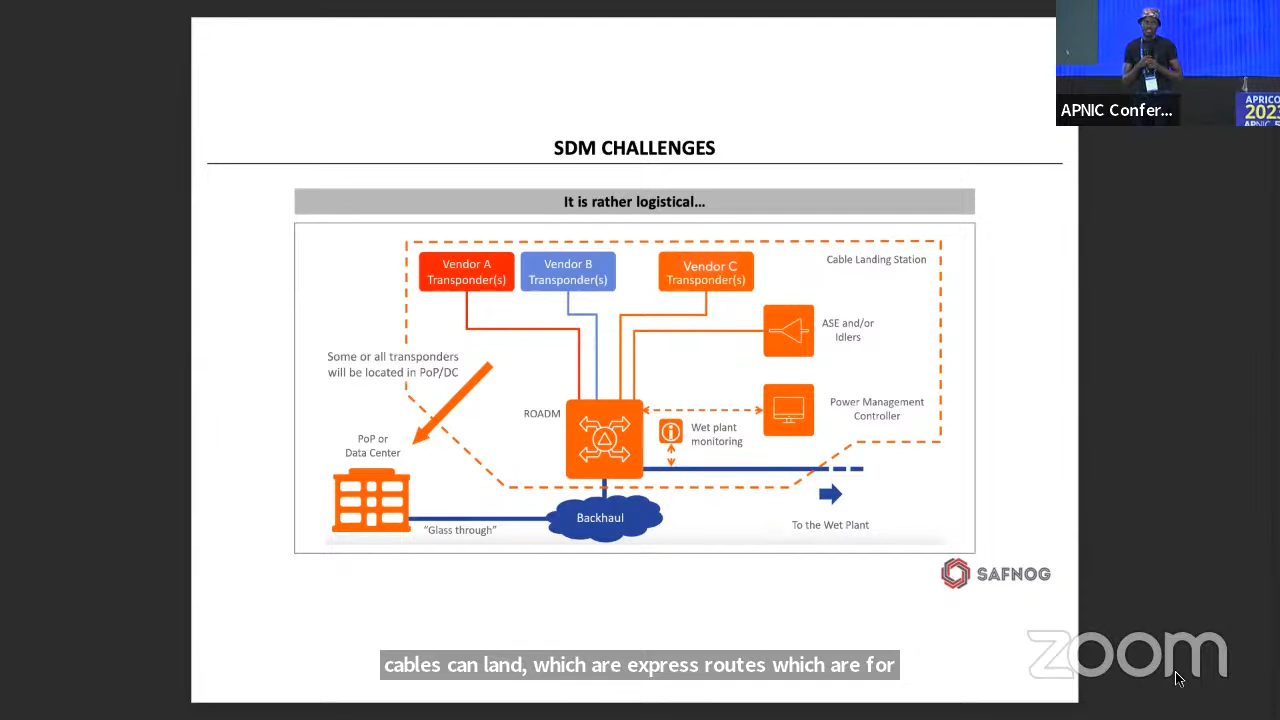 APNIC Confer...
APRICO
2023
APNIC 5
SDM CHALLENGES
It is rather logistical...
Vendor A
Transponder(s)
Vendor B
Transponder(s)
Vendor C
Transponder(s)
Cable Landing Station
ASE and/or
Idlers
Some or all transponders
will be located in PoP/DC
ROADM
Power Management
Controller
Wet plant
monitoring
PoP or
Data Center
Backhaul
"Glass through"
To the Wet Plant
SAFNOG
cables can land, which are express routes which are for
zoom